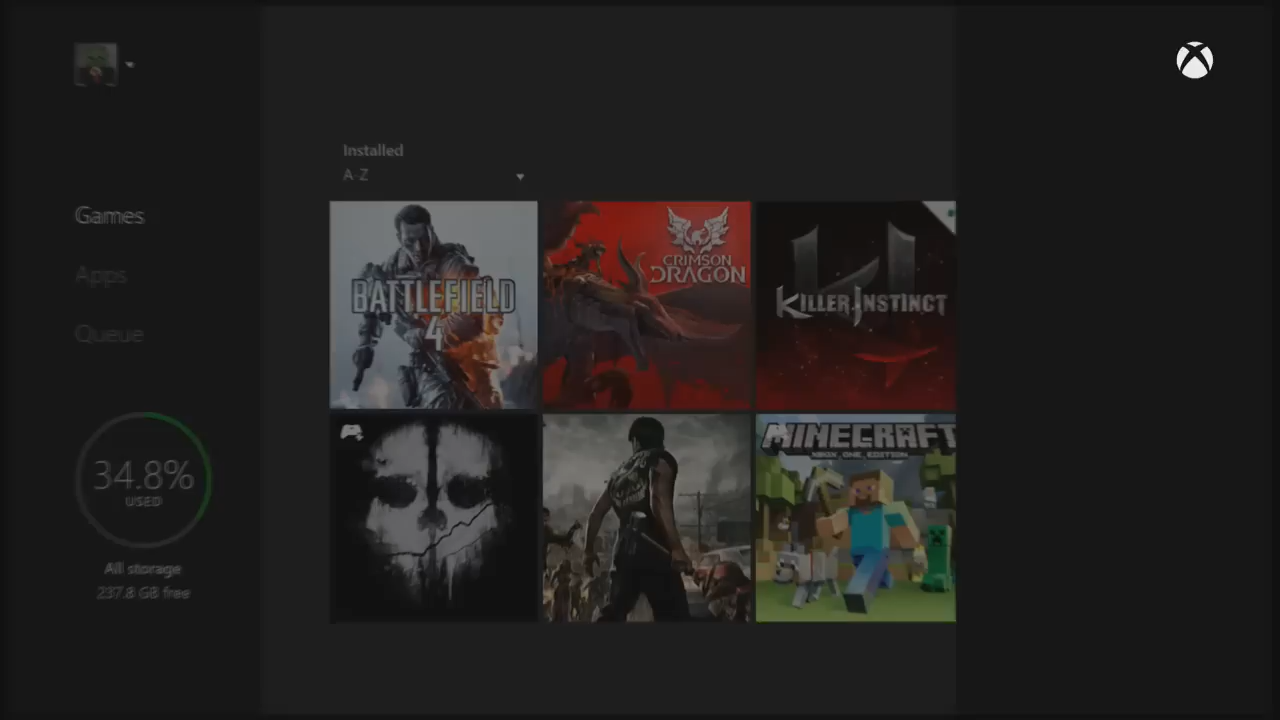 Installed
A-Z
Games
Apps
Queue
34.8%
USED
All storage
237.8 GB free
BATTLEFIELD
4
CRIMSON
DRAGON
KILLER INSTINCT
MINECRAFT
XBOX ONE EDITION